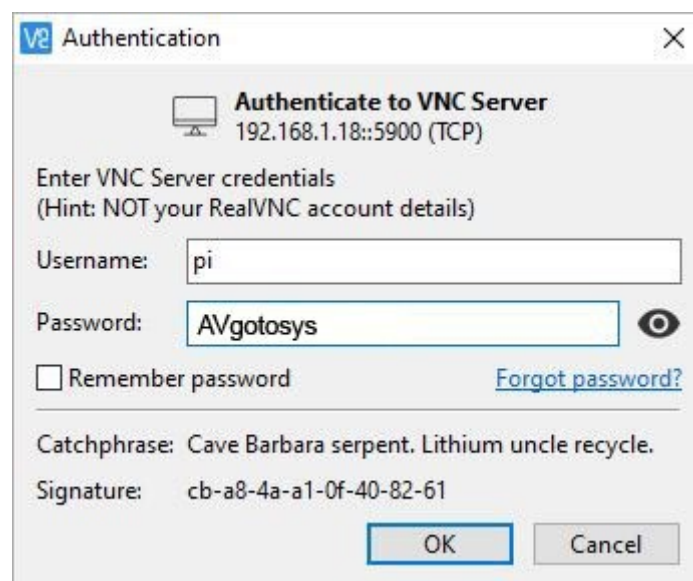 V2 Authentication
Authenticate to VNC Server
192.168.1.18::5900 (TCP)
Enter VNC Server credentials
(Hint: NOT your RealVNC account details)
Username: pi
Password: AVgotosys
Remember password Forgot password?
Catchphrase: Cave Barbara serpent. Lithium uncle recycle.
Signature: cb-a8-4a-a1-0f-40-82-61
OK Cancel